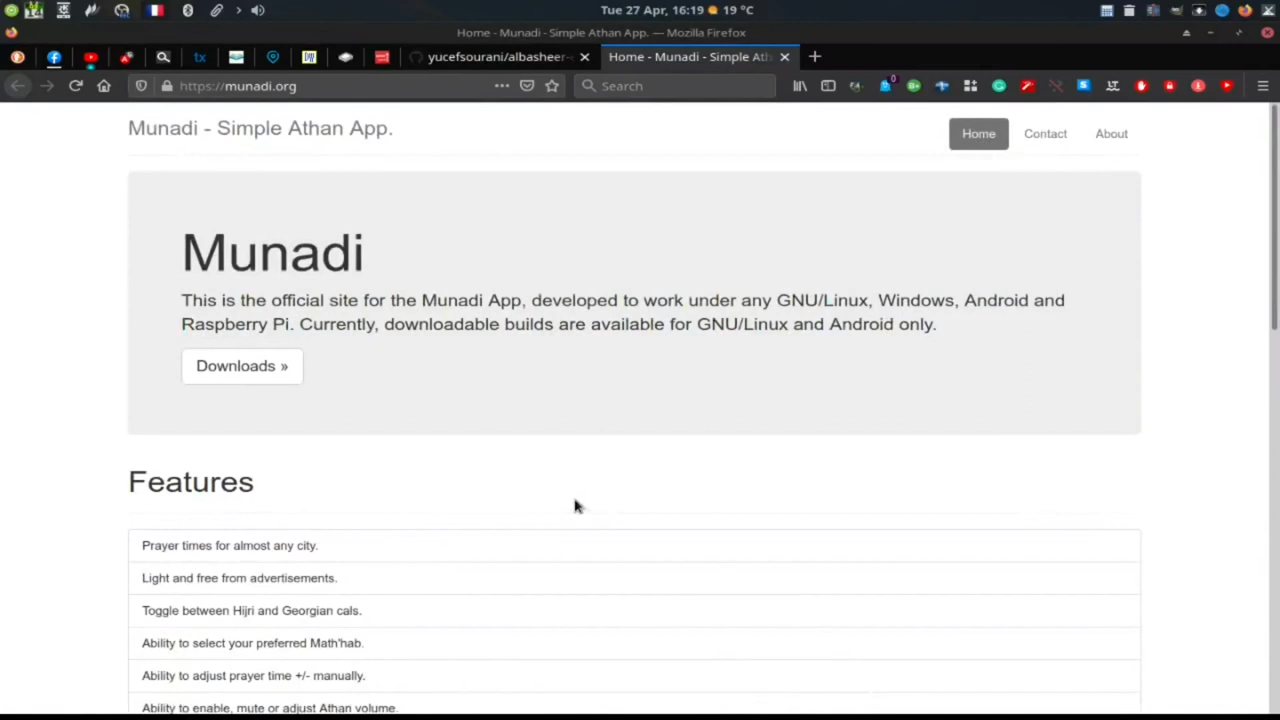 Tue 27 Apr, 16:19 19 °C
Home - Munadi - Simple Athan App. — Mozilla Firefox
yucefsourani/albasheer-
Home - Munadi - Simple Ath
https://munadi.org
Search
Munadi - Simple Athan App.
Home Contact About
Munadi
This is the official site for the Munadi App, developed to work under any GNU/Linux, Windows, Android and
Raspberry Pi. Currently, downloadable builds are available for GNU/Linux and Android only.
Downloads »
Features
Prayer times for almost any city.
Light and free from advertisements.
Toggle between Hijri and Georgian cals.
Ability to select your preferred Math'hab.
Ability to adjust prayer time +/- manually.
Ability to enable, mute or adjust Athan volume.